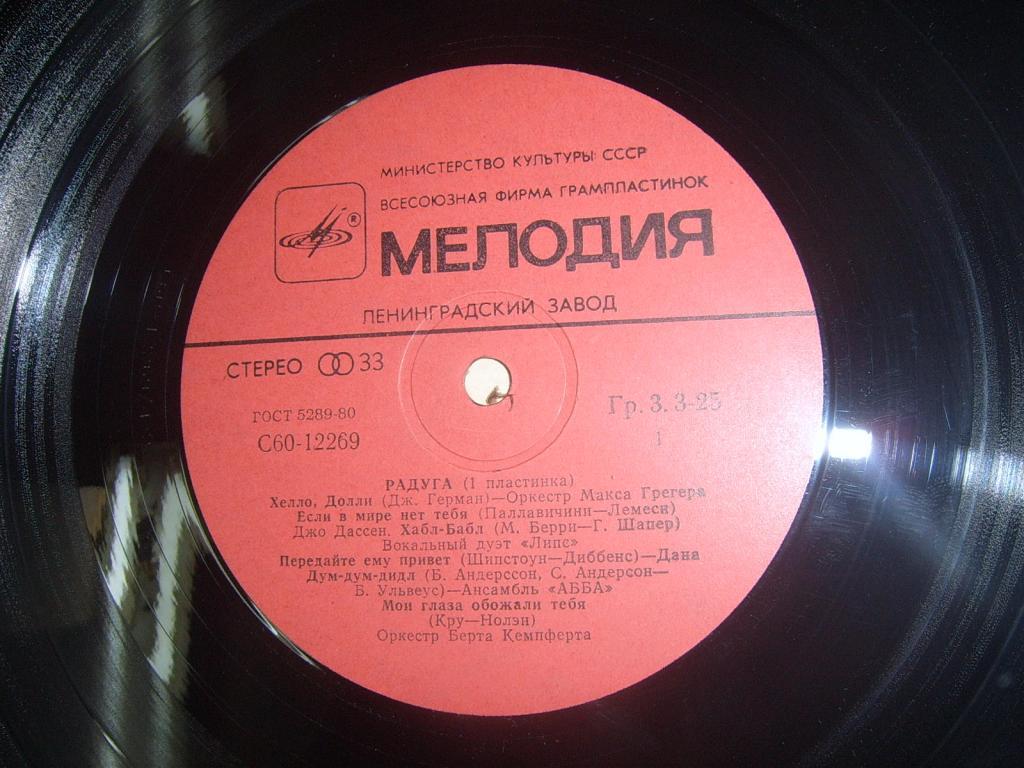 МИНИСТЕРСТВО КУЛЬТУРЫ СССР
ВСЕСОЮЗНАЯ ФИРМА ГРАМПЛАСТИНОК
®
МЕЛОДИЯ
ЛЕНИНГРАДСКИЙ ЗАВОД
СТЕРЕО 33
ГОСТ 5289-80
Гр. 3. 3-25
С60-12269
1
РАДУГА (1 пластинка)
Хелло, Долли (Дж. Герман)—Оркестр Макса Грегера
Если в мире нет тебя (Паллавичини—Лемеси)
Джо Дассен. Хабл-Бабл (М. Берри—Г. Шапер)
Вокальный дуэт «Липс»
Передайте ему привет (Шипстоун—Диббенс)—Дана
Дум-дум-дидл (Б. Андерссон, С. Андерсон—
Б. Ульвеус)—Ансамбль «АББА»
Мои глаза обожали тебя
(Кру—Нолэн)
Оркестр Берта Кемпферта